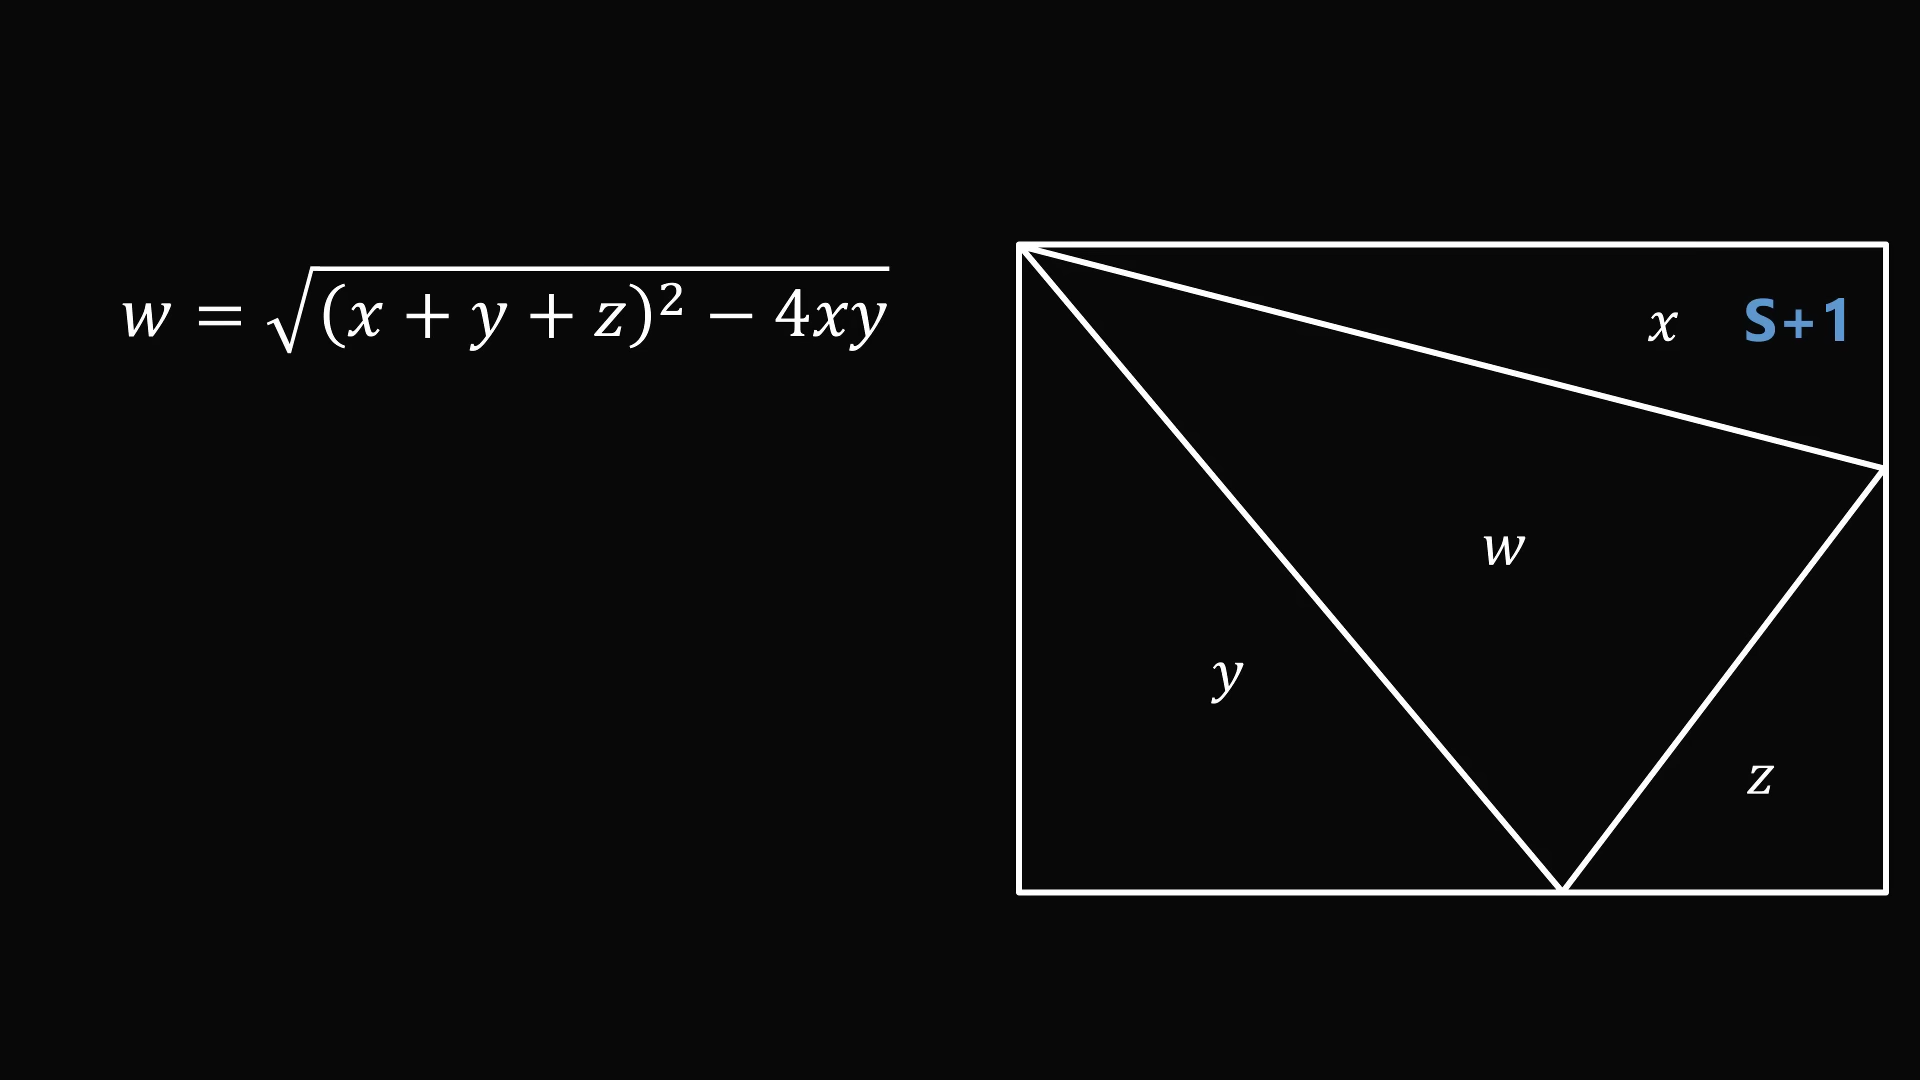 w = √(x + y + z)² − 4xy
x S+1
w
y
z